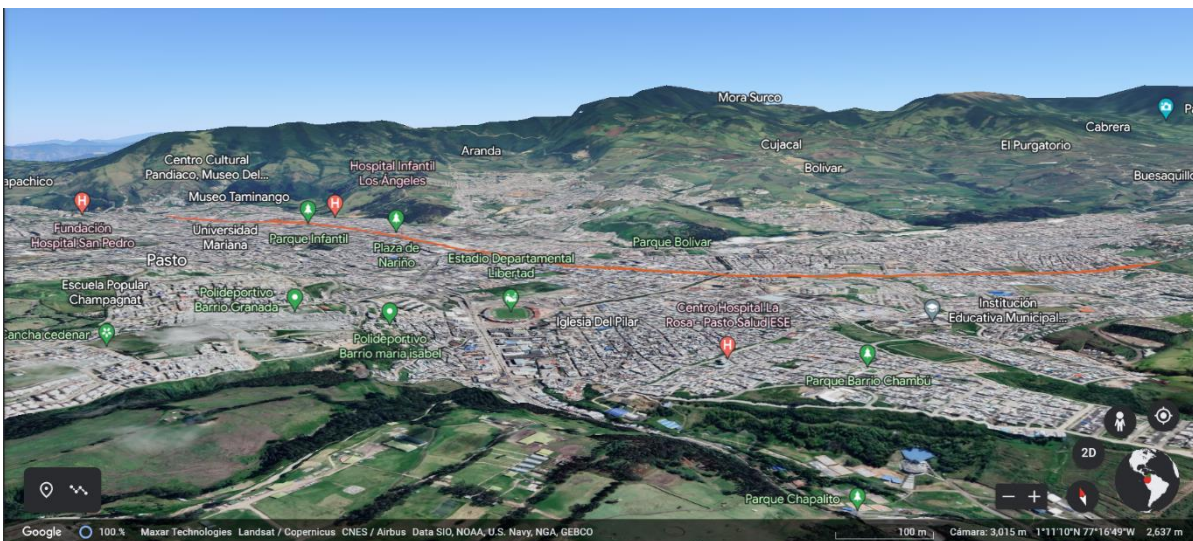 Mora Surco
Cabrera
Cujacal
El Purgatorio
Aranda
Centro Cultural
Pandiaco, Museo Del...
Hospital Infantil
Los Ángeles
Bolívar
Buesaquillo
apachico
Museo Taminango
Fundación
Hospital San Pedro
Universidad
Mariana
Parque Infantil
Plaza de
Nariño
Parque Bolívar
Pasto
Estadio Departamental
Libertad
Escuela Popular
Champagnat
Polideportivo
Barrio Granada
Centro Hospital La
Rosa - Pasto Salud ESE
Institución
Educativa Municipal...
Iglesia Del Pilar
Cancha cedenar
Polideportivo
Barrio maria isabel
Parque Barrio Chambú
2D
Parque Chapalito
Google
100 %
Maxar Technologies Landsat / Copernicus CNES / Airbus Data SIO, NOAA, U.S. Navy, NGA, GEBCO
100 m
Cámara: 3,015 m 1°11'10"N 77°16'49"W 2,637 m